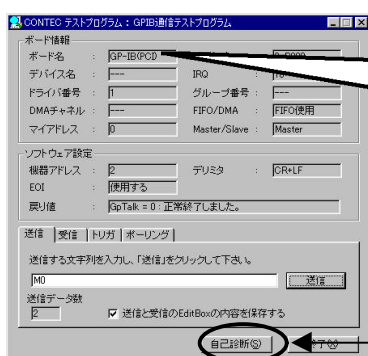 CONTEC テストプログラム : GPIB通信テストプログラム
ボード情報
ボード名 : GP-IB(PCI)
デバイス名 : --- IRQ
ドライバ番号 : 1 グループ番号 : ---
DMAチャネル : --- FIFO/DMA : FIFO使用
マイアドレス : 0 Master/Slave : Master
ソフトウェア設定
機器アドレス : 2 デリミタ : CR+LF
EOI : 使用する
戻り値 : GpTalk = 0 : 正常終了しました。
送信 受信 トリガ ポーリング
送信する文字列を入力し、「送信」をクリックして下さい。
M0 送信
送信データ数
2 送信と受信のEditBoxの内容を保存する
自己診断(S)